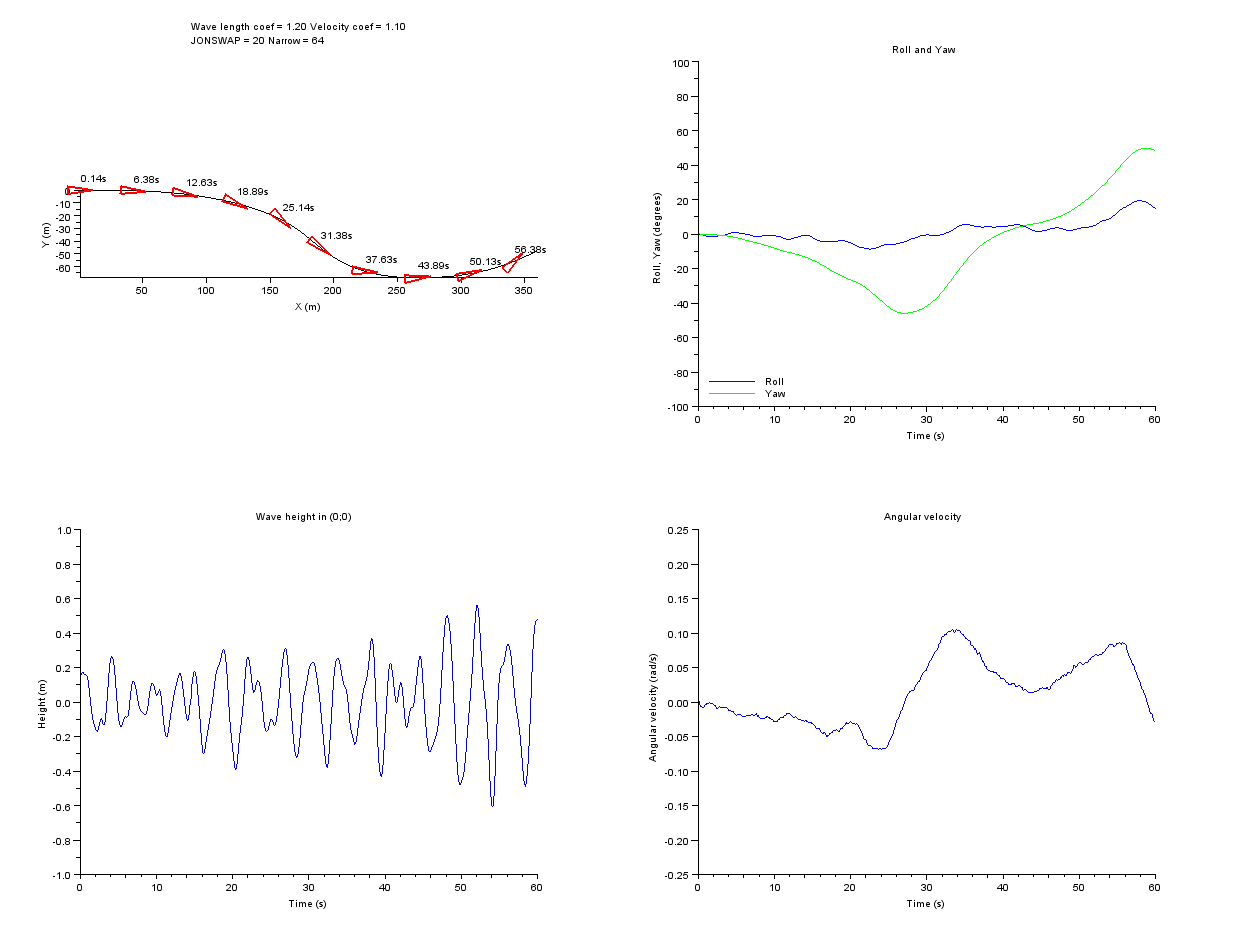 Wave length coef = 1.20 Velocity coef = 1.10
JONSWAP = 20 Narrow = 64
0.14s
6.38s
12.63s
18.89s
25.14s
31.38s
37.63s
43.89s
50.13s
56.38s
0
-10
-20
-30
-40
-50
-60
Y (m)
50
100
150
200
250
300
350
X (m)
Roll and Yaw
100
80
60
40
20
0
-20
-40
-60
-80
-100
Roll, Yaw (degrees)
Roll
Yaw
0
10
20
30
40
50
60
Time (s)
Wave height in (0;0)
1.0
0.8
0.6
0.4
0.2
0.0
-0.2
-0.4
-0.6
-0.8
-1.0
Height (m)
0
10
20
30
40
50
60
Time (s)
Angular velocity
0.25
0.20
0.15
0.10
0.05
0.00
-0.05
-0.10
-0.15
-0.20
-0.25
Angular velocity (rad/s)
0
10
20
30
40
50
60
Time (s)